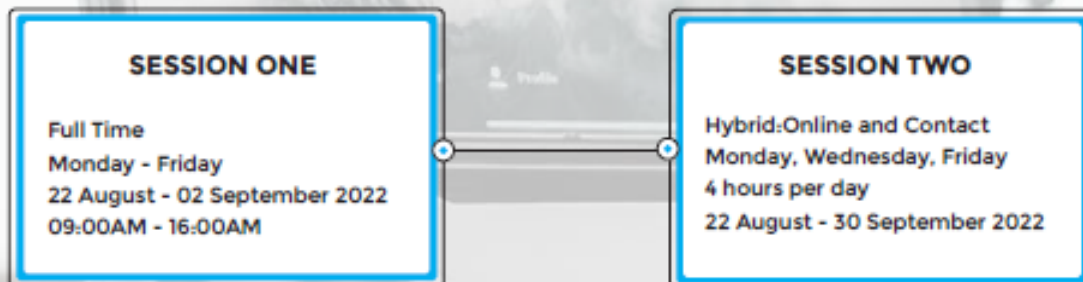 SESSION ONE
Full Time
Monday - Friday
22 August - 02 September 2022
09:00AM - 16:00AM
Profile
SESSION TWO
Hybrid:Online and Contact
Monday, Wednesday, Friday
4 hours per day
22 August - 30 September 2022